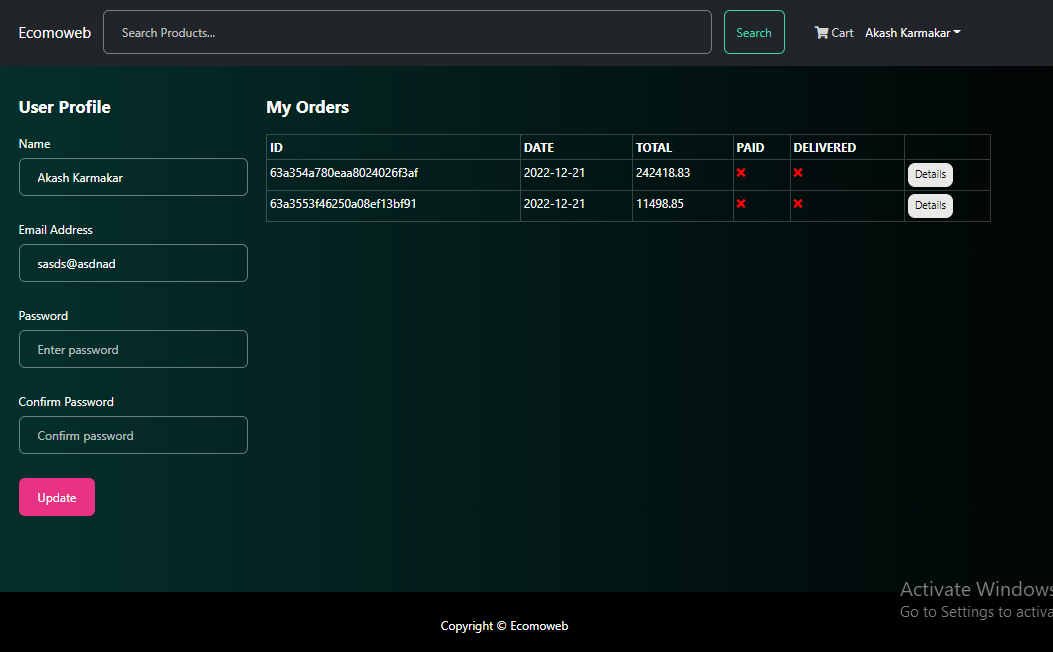 Ecomoweb Search Products... Search Cart Akash Karmakar
User Profile
Name
Akash Karmakar
Email Address
sasds@asdnad
Password
Enter password
Confirm Password
Confirm password
Update
My Orders
ID DATE TOTAL PAID DELIVERED
63a354a780eaa8024026f3af 2022-12-21 242418.83 Details
63a3553f46250a08ef13bf91 2022-12-21 11498.85 Details
Activate Windows
Go to Settings to activa
Copyright © Ecomoweb